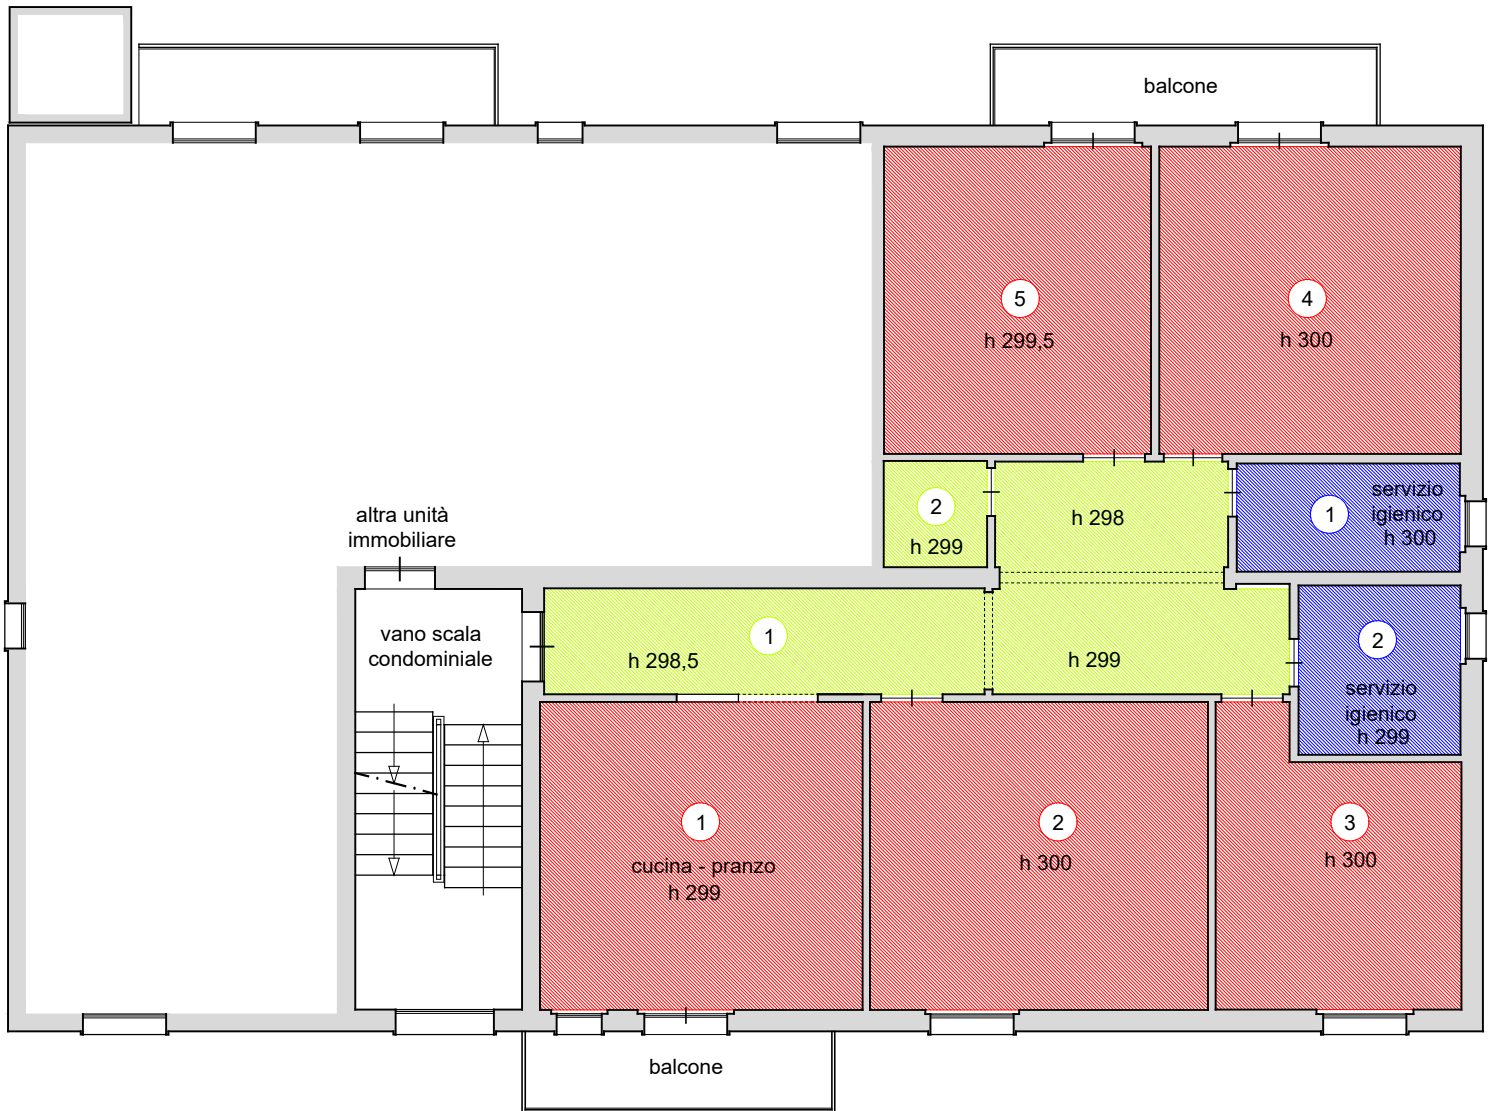 balcone
5
h 299,5
4
h 300
2
h 299
h 298
1
servizio
igienico
h 300
altra unità
immobiliare
vano scala
condominiale
1
h 298,5
h 299
2
servizio
igienico
h 299
1
cucina - pranzo
h 299
2
h 300
3
h 300
balcone